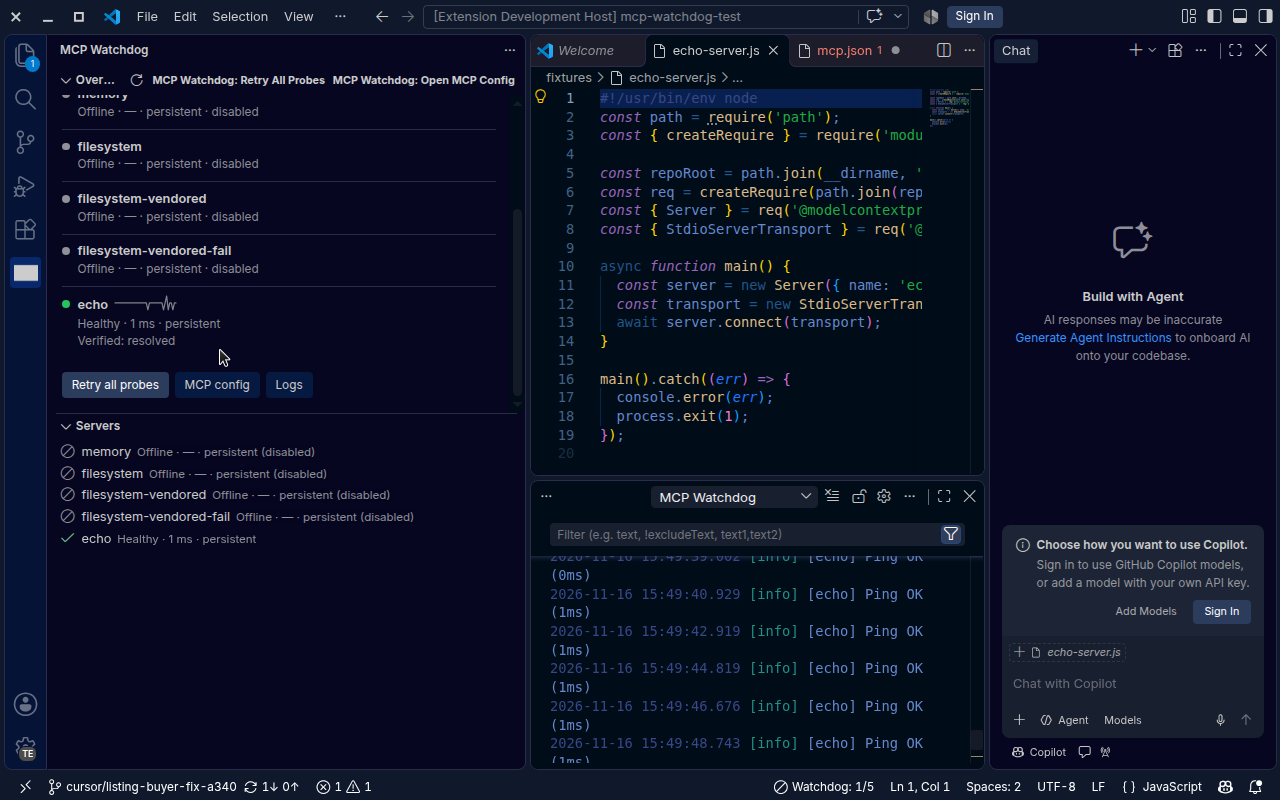 File Edit Selection View ··· [Extension Development Host] mcp-watchdog-test Sign In
MCP Watchdog
Over... MCP Watchdog: Retry All Probes MCP Watchdog: Open MCP Config
memory
Offline · — · persistent · disabled
filesystem
Offline · — · persistent · disabled
filesystem-vendored
Offline · — · persistent · disabled
filesystem-vendored-fail
Offline · — · persistent · disabled
echo
Healthy · 1 ms · persistent
Verified: resolved
Retry all probes MCP config Logs
Servers
memory Offline · — · persistent (disabled)
filesystem Offline · — · persistent (disabled)
filesystem-vendored Offline · — · persistent (disabled)
filesystem-vendored-fail Offline · — · persistent (disabled)
echo Healthy · 1 ms · persistent
1
TE
Welcome echo-server.js mcp.json 1
fixtures > echo-server.js > ...
1 #!/usr/bin/env node
2 const path = require('path');
3 const { createRequire } = require('modu
4
5 const repoRoot = path.join(__dirname, '
6 const req = createRequire(path.join(rep
7 const { Server } = req('@modelcontextpr
8 const { StdioServerTransport } = req('@
9
10 async function main() {
11 const server = new Server({ name: 'ec
12 const transport = new StdioServerTran
13 await server.connect(transport);
14 }
15
16 main().catch((err) => {
17 console.error(err);
18 process.exit(1);
19 });
20
MCP Watchdog
Filter (e.g. text, !excludeText, text1,text2)
2026-11-16 15:49:39.002 [info] [echo] Ping OK
(0ms)
2026-11-16 15:49:40.929 [info] [echo] Ping OK
(1ms)
2026-11-16 15:49:42.919 [info] [echo] Ping OK
(1ms)
2026-11-16 15:49:44.819 [info] [echo] Ping OK
(1ms)
2026-11-16 15:49:46.676 [info] [echo] Ping OK
(1ms)
2026-11-16 15:49:48.743 [info] [echo] Ping OK
(1ms)
Chat
Build with Agent
AI responses may be inaccurate
Generate Agent Instructions to onboard AI
onto your codebase.
Choose how you want to use Copilot.
Sign in to use GitHub Copilot models,
or add a model with your own API key.
Add Models Sign In
echo-server.js
Chat with Copilot
Agent Models
Copilot
cursor/listing-buyer-fix-a340 1↓ 0↑ 1 1 Watchdog: 1/5 Ln 1, Col 1 Spaces: 2 UTF-8 LF { } JavaScript